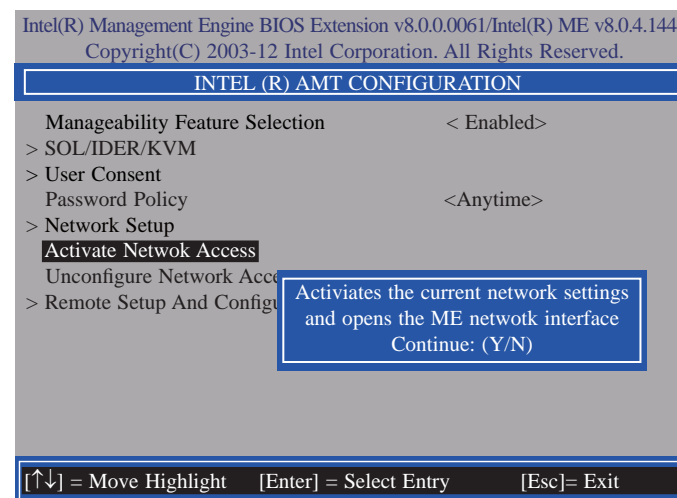 Intel(R) Management Engine BIOS Extension v8.0.0.0061/Intel(R) ME v8.0.4.144
Copyright(C) 2003-12 Intel Corporation. All Rights Reserved.
INTEL (R) AMT CONFIGURATION
Manageability Feature Selection < Enabled>
> SOL/IDER/KVM
> User Consent
Password Policy <Anytime>
> Network Setup
Activate Netwok Access
Unconfigure Network Acce
> Remote Setup And Configu
Activiates the current network settings
and opens the ME netwotk interface
Continue: (Y/N)
[↑↓] = Move Highlight [Enter] = Select Entry [Esc]= Exit